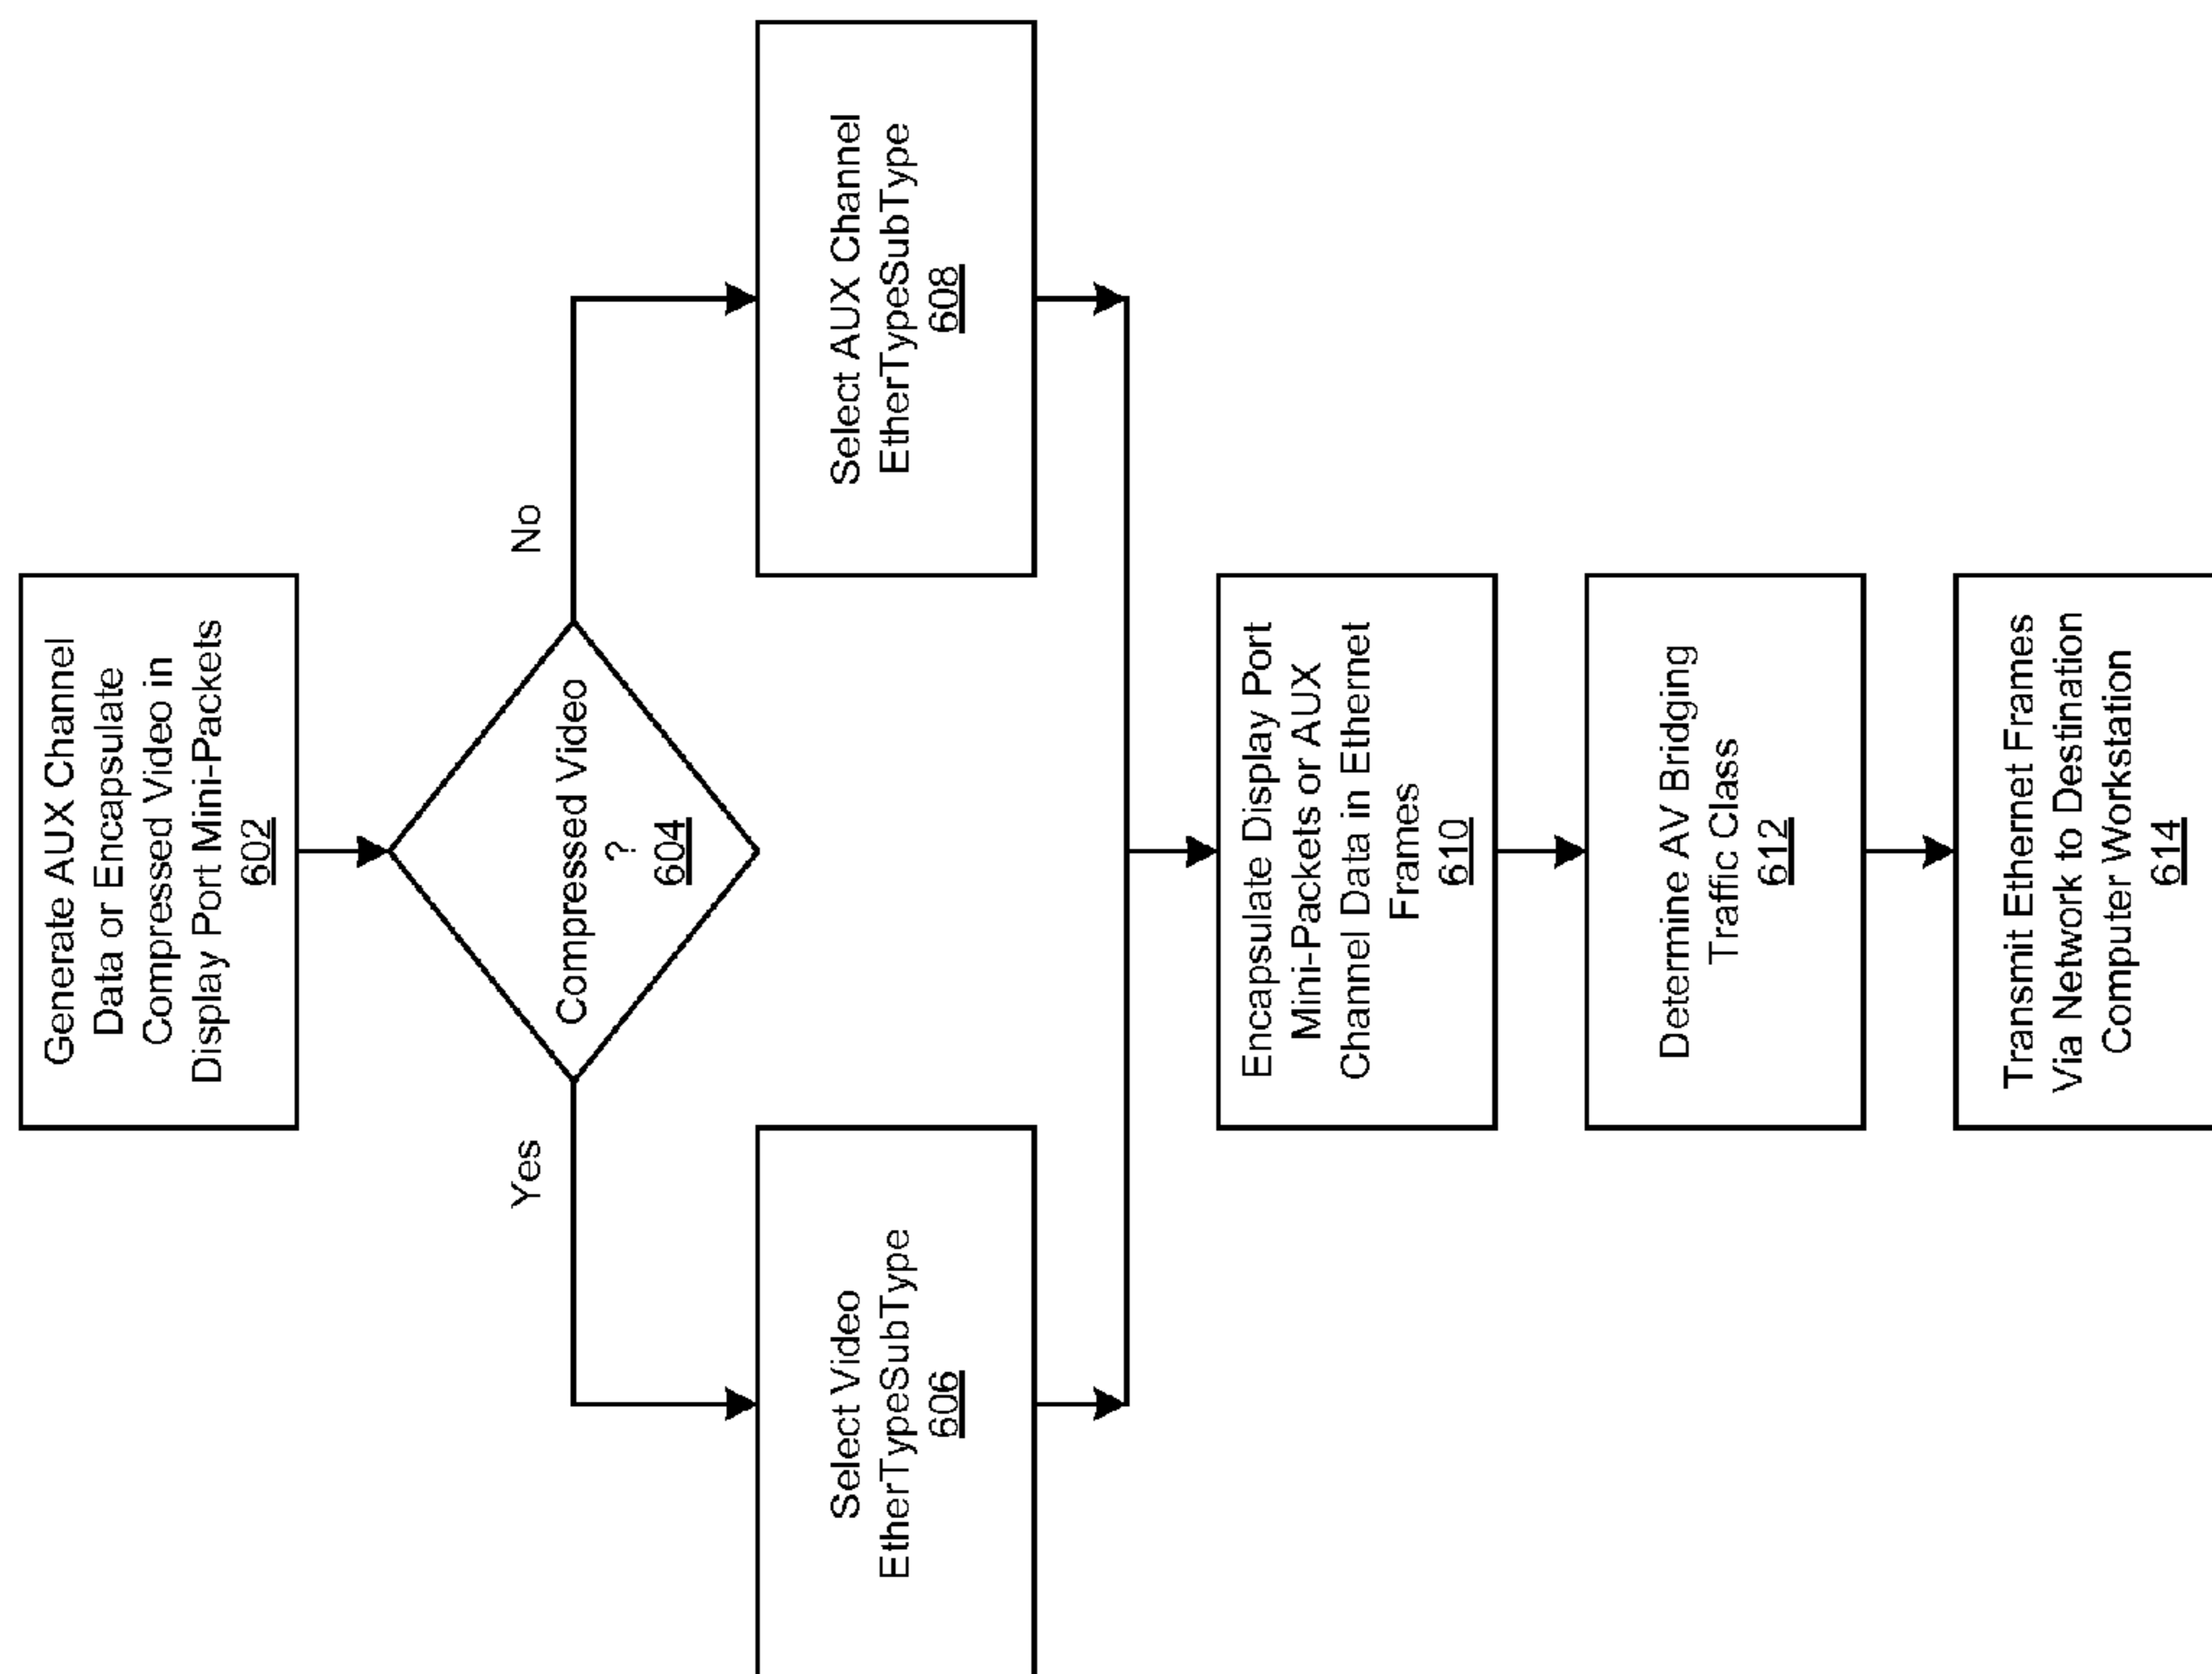 Generate AUX Channel
Data or Encapsulate
Compressed Video in
Display Port Mini-Packets
602
Compressed Video
?
604
Yes
No
Select Video
EtherTypeSubType
606
Select AUX Channel
EtherTypeSubType
608
Encapsulate Display Port
Mini-Packets or AUX
Channel Data in Ethernet
Frames
610
Determine AV Bridging
Traffic Class
612
Transmit Ethernet Frames
Via Network to Destination
Computer Workstation
614